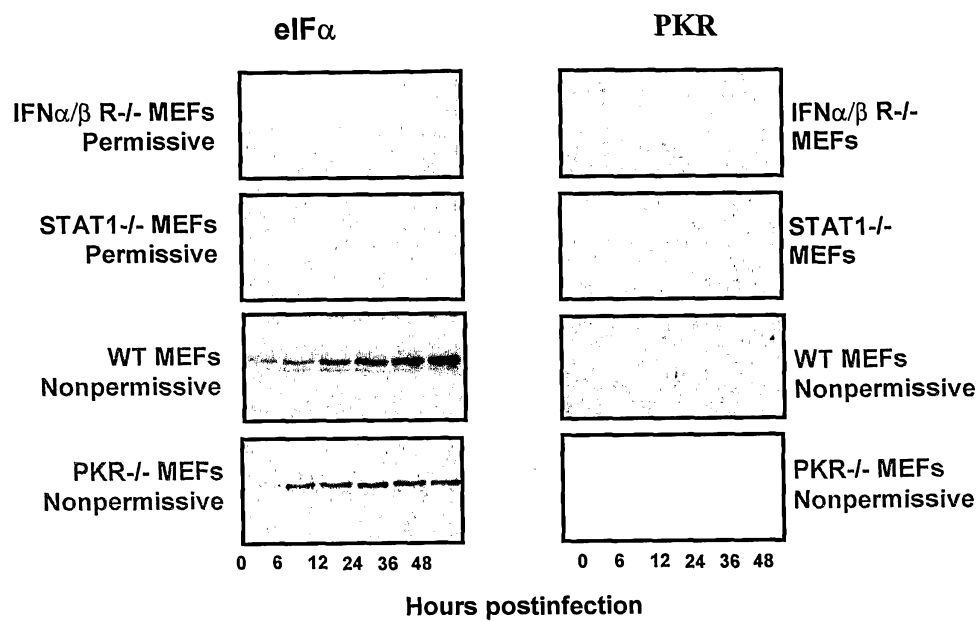 eIFα
PKR
IFNα/β R-/- MEFs
Permissive
IFNα/β R-/-
MEFs
STAT1-/- MEFs
Permissive
STAT1-/-
MEFs
WT MEFs
Nonpermissive
WT MEFs
Nonpermissive
PKR-/- MEFs
Nonpermissive
PKR-/- MEFs
Nonpermissive
0 6 12 24 36 48
0 6 12 24 36 48
Hours postinfection